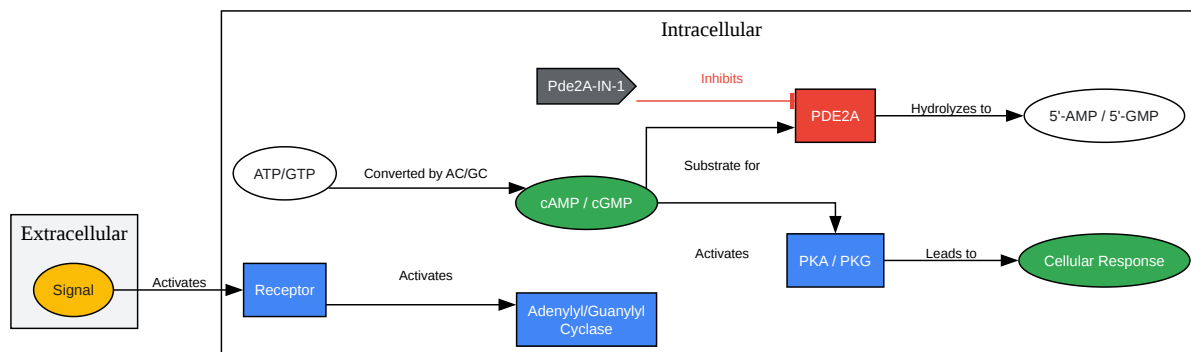 Intracellular
Pde2A-IN-1
Inhibits
PDE2A
Hydrolyzes to
5'-AMP / 5'-GMP
ATP/GTP
Converted by AC/GC
Substrate for
cAMP / cGMP
Extracellular
Signal
Activates
Receptor
Activates
Adenylyl/Guanylyl
Cyclase
Activates
PKA / PKG
Leads to
Cellular Response